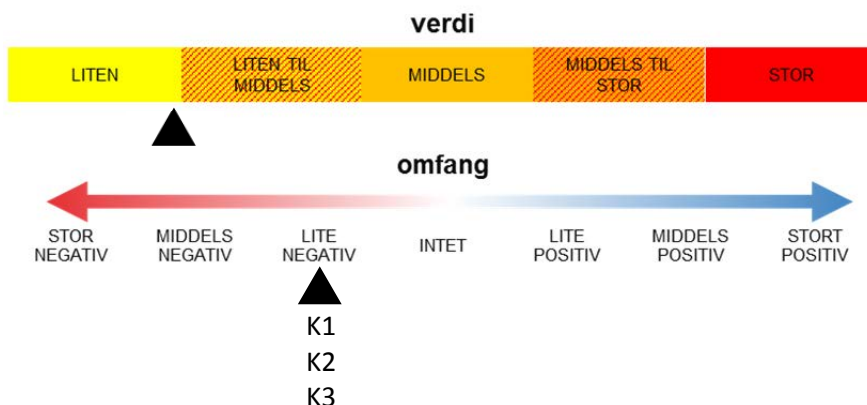 verdi
LITEN
LITEN TIL
MIDDELS
MIDDELS
MIDDELS TIL
STOR
STOR
omfang
STOR
NEGATIV
MIDDELS
NEGATIV
LITE
NEGATIV
INTET
LITE
POSITIV
MIDDELS
POSITIV
STORT
POSITIV
K1
K2
K3